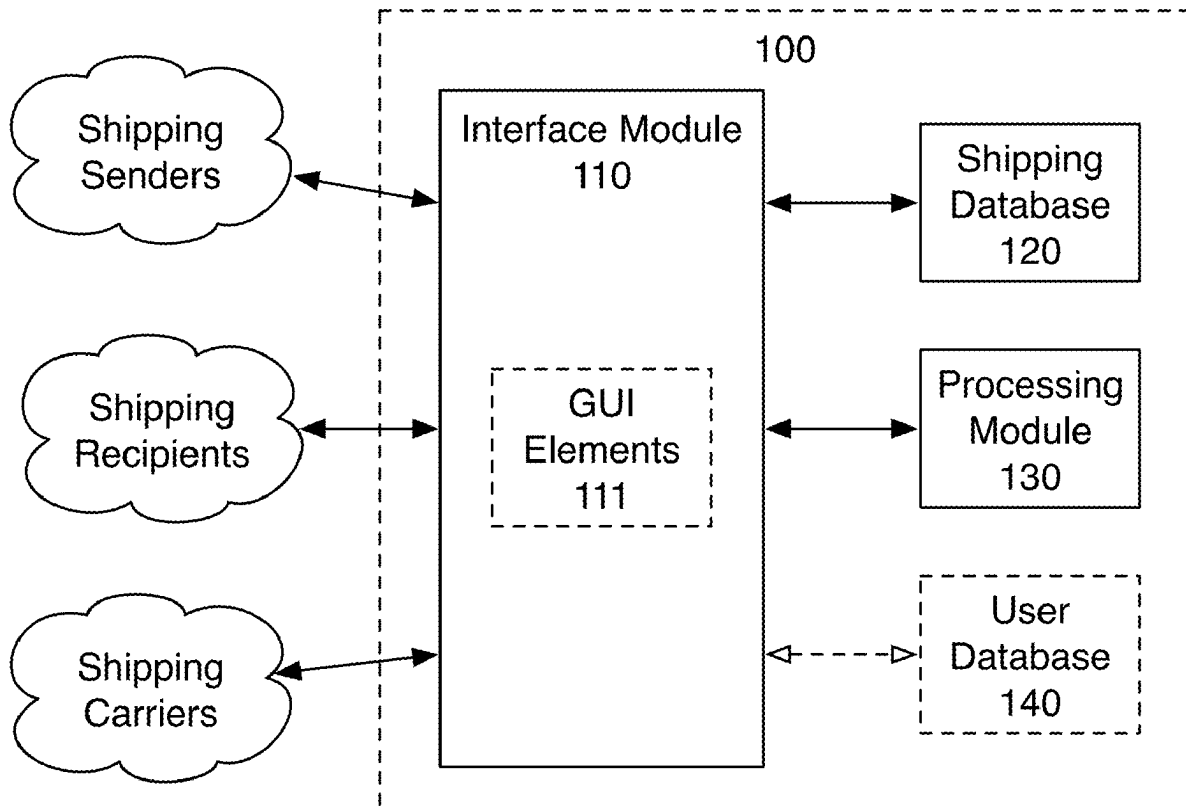 100
Shipping
Senders
Interface Module
110
Shipping
Database
120
Shipping
Recipients
GUI
Elements
111
Processing
Module
130
Shipping
Carriers
User
Database
140